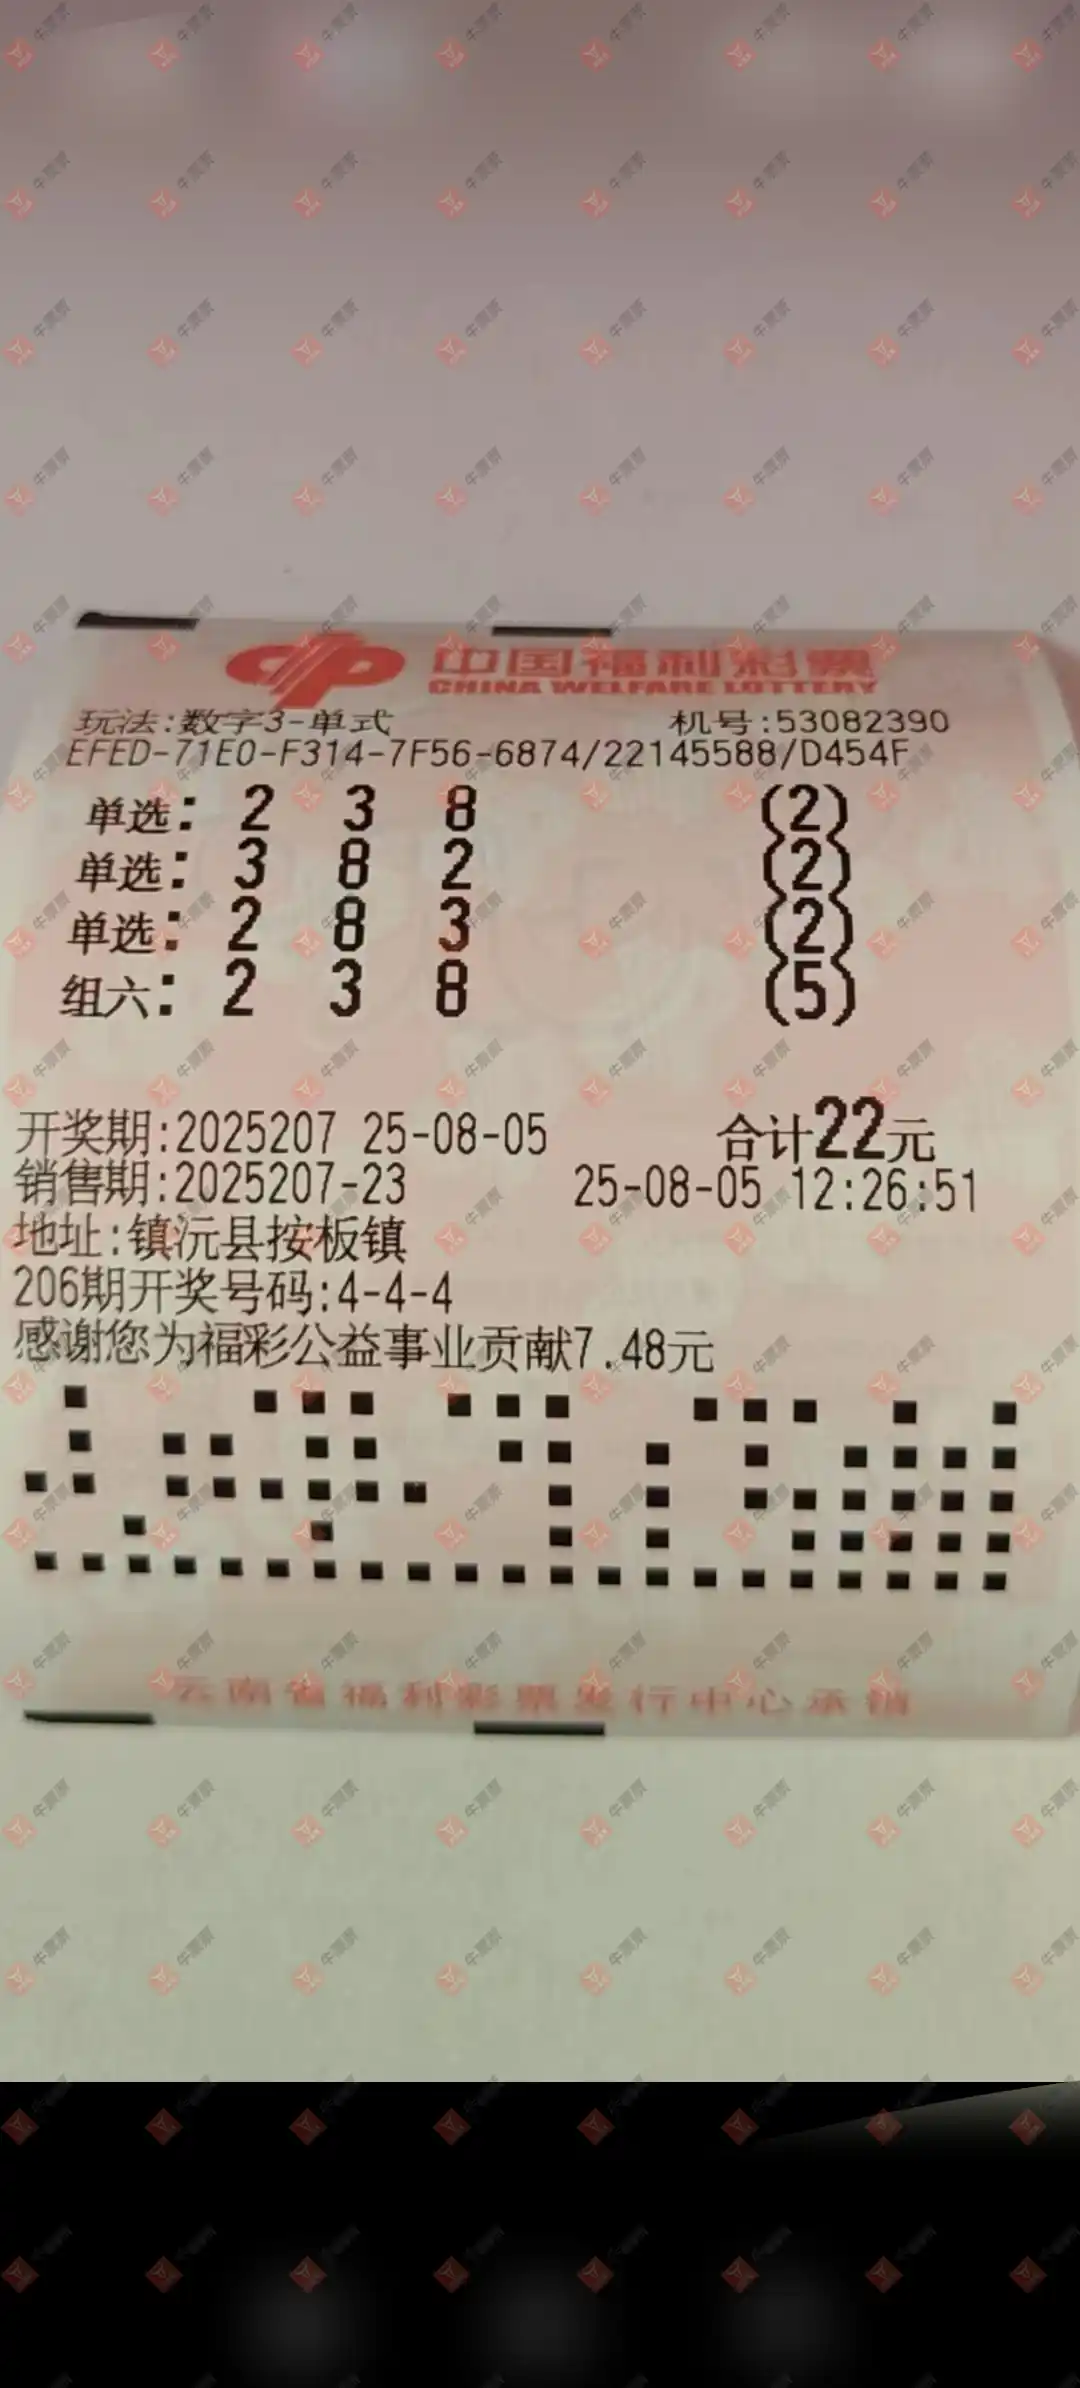 中国福利彩票
CHINA WELFARE LOTTERY
玩法:数字3-单式 机号:53082390
EFED-71E0-F314-7F56-6874/22145588/D454F
单选: 2 3 8 (2)
单选: 3 8 2 (2)
单选: 2 8 3 (2)
组六: 2 3 8 (5)
开奖期:2025207 25-08-05 合计22元
销售期:2025207-23 25-08-05 12:26:51
地址:镇沅县按板镇
206期开奖号码:4-4-4
感谢您为福彩公益事业贡献7.48元
云南省福利彩票发行中心承销